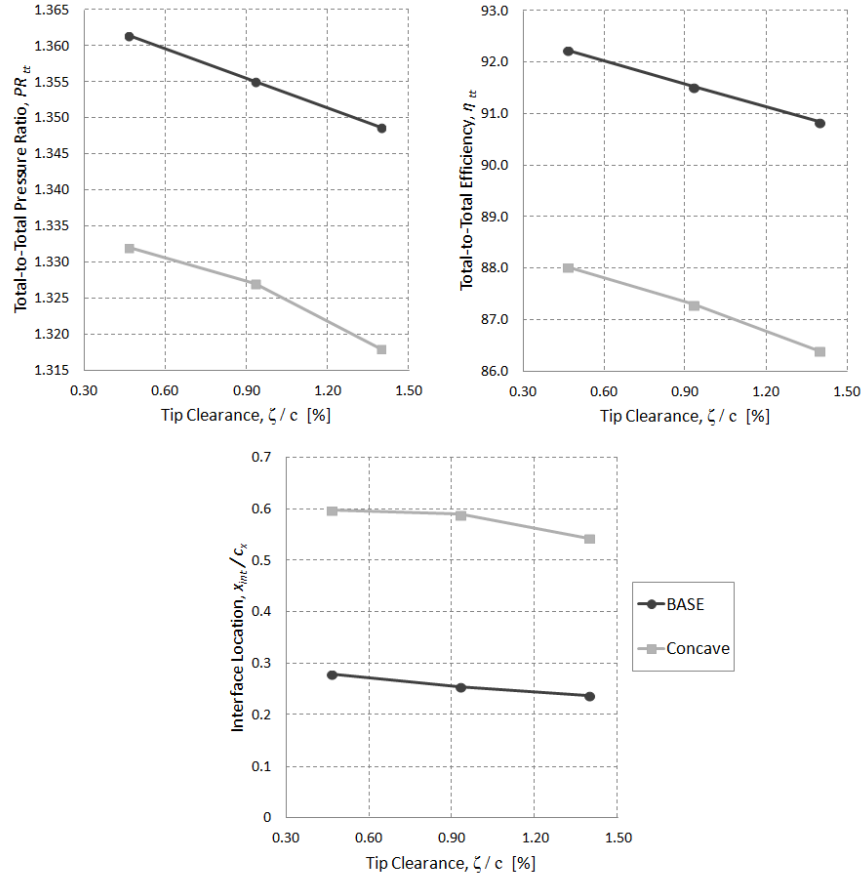 Total-to-Total Pressure Ratio, PR tt
1.365
1.360
1.355
1.350
1.345
1.340
1.335
1.330
1.325
1.320
1.315
0.30 0.60 0.90 1.20 1.50
Tip Clearance, ζ / c [%]
Total-to-Total Efficiency, η tt
93.0
92.0
91.0
90.0
89.0
88.0
87.0
86.0
0.30 0.60 0.90 1.20 1.50
Tip Clearance, ζ / c [%]
Interface Location, x int / c x
0.7
0.6
0.5
0.4
0.3
0.2
0.1
0
0.30 0.60 0.90 1.20 1.50
Tip Clearance, ζ / c [%]
BASE
Concave